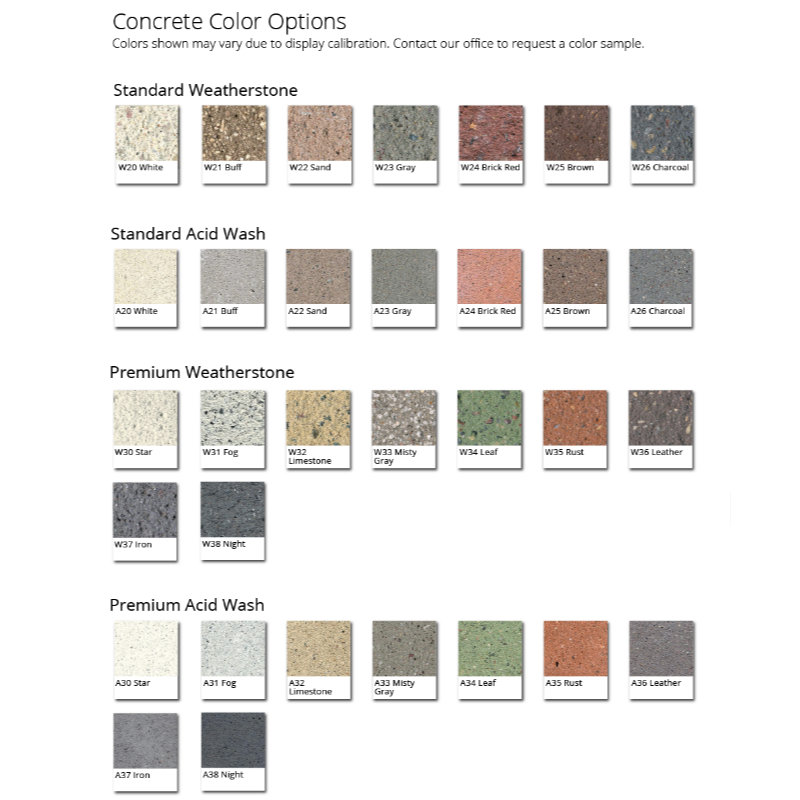 Concrete Color Options
Colors shown may vary due to display calibration. Contact our office to request a color sample.
Standard Weatherstone
W20 White
W21 Buff
W22 Sand
W23 Gray
W24 Brick Red
W25 Brown
W26 Charcoal
Standard Acid Wash
A20 White
A21 Buff
A22 Sand
A23 Gray
A24 Brick Red
A25 Brown
A26 Charcoal
Premium Weatherstone
W30 Star
W31 Fog
W32
Limestone
W33 Misty
Gray
W34 Leaf
W35 Rust
W36 Leather
W37 Iron
W38 Night
Premium Acid Wash
A30 Star
A31 Fog
A32
Limestone
A33 Misty
Gray
A34 Leaf
A35 Rust
A36 Leather
A37 Iron
A38 Night